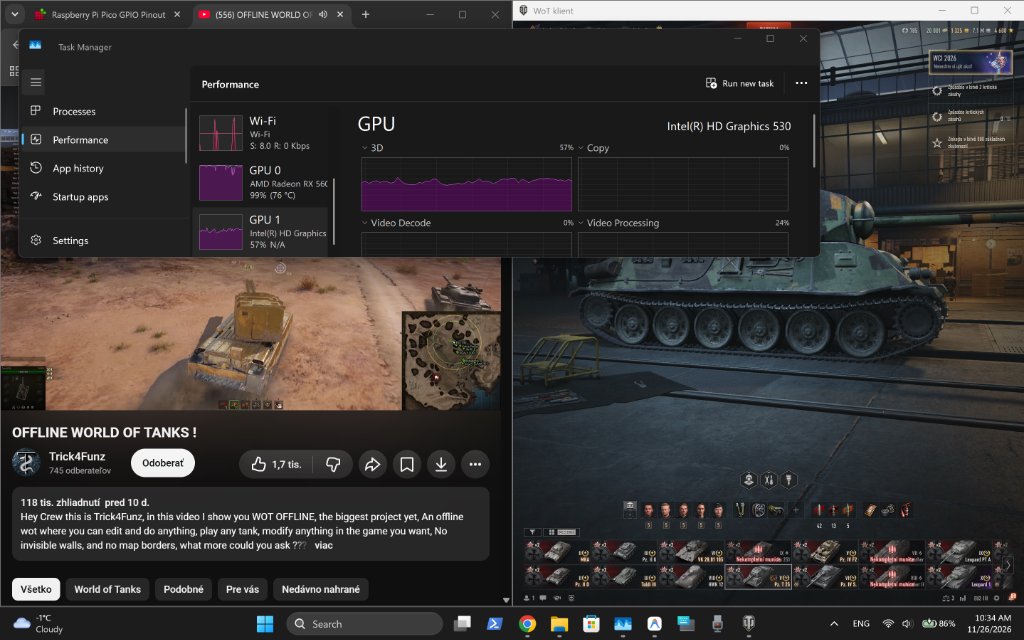 Raspberry Pi Pico GPIO Pinout
(556) OFFLINE WORLD OF
WoT klient
Task Manager
Performance
Run new task
Processes
Performance
App history
Startup apps
Settings
Wi-Fi
Wi-Fi
S: 8.0 R: 0 Kbps
GPU 0
AMD Radeon RX 560
99% (76 °C)
GPU 1
Intel(R) HD Graphics
57% N/A
GPU
Intel(R) HD Graphics 530
3D
57%
Copy
0%
Video Decode
0%
Video Processing
24%
WCI 2026
OFFLINE WORLD OF TANKS !
Trick4Funz
745 odberateľov
Odoberať
1,7 tis.
118 tis. zhliadnutí pred 10 d.
Hey Crew this is Trick4Funz, in this video I show you WOT OFFLINE, the biggest project yet, An offline
wot where you can edit and do anything, play any tank, modify anything in the game you want, No
invisible walls, and no map borders, what more could you ask ??? viac
Všetko
World of Tanks
Podobné
Pre vás
Nedávno nahrané
-1°C
Cloudy
Search
ENG
86%
10:34 AM
11/26/2026